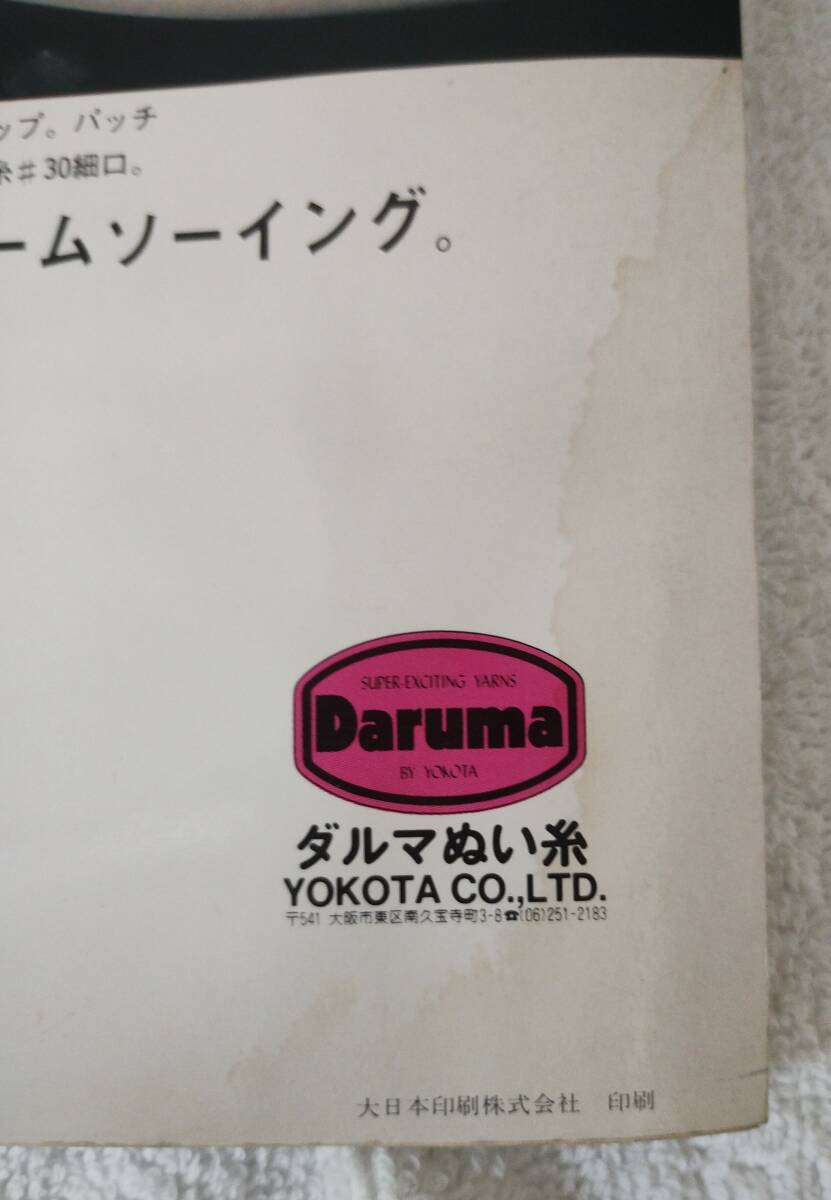 ップ。パッチ
糸#30細口。
ームソーイング。
SUPER-EXCITING YARNS
Daruma
BY YOKOTA
ダルマぬい糸
YOKOTA CO.,LTD.
〒541 大阪市東区南久宝寺町3-8☎(06)251-2183
大日本印刷株式会社 印刷